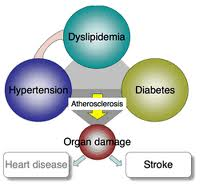 Dyslipidemia
Hypertension
Diabetes
Atherosclerosis
Organ damage
Heart disease
Stroke